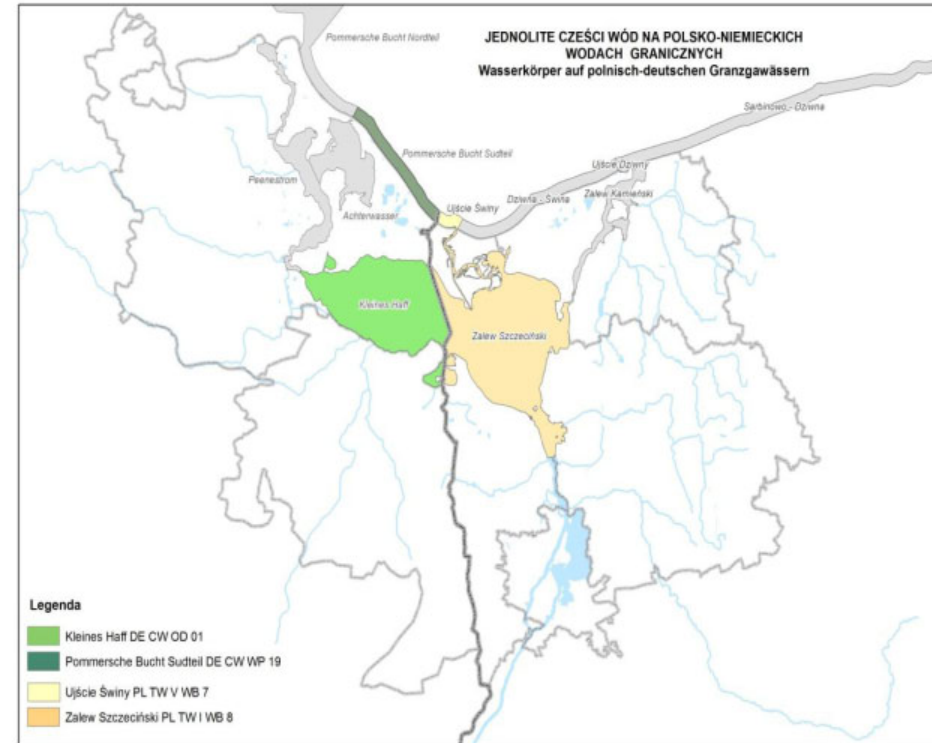 Pommersche Bucht Nordteil
JEDNOLITE CZEŚCI WÓD NA POLSKO-NIEMIECKICH
WODACH GRANICZNYCH
Wasserkörper auf polnisch-deutschen Granzgawässern
Sarbinowo - Dziwna
Pommersche Bucht Sudteil
Ujście Dziwny
Peenestrom
Zalew Kamieński
Dziwna - Świna
Achterwasser
Ujście Świny
Kleines Haff
Zalew Szczeciński
Legenda
Kleines Haff DE CW OD 01
Pommersche Bucht Sudteil DE CW WP 19
Ujście Świny PL TW V WB 7
Zalew Szczeciński PL TW I WB 8